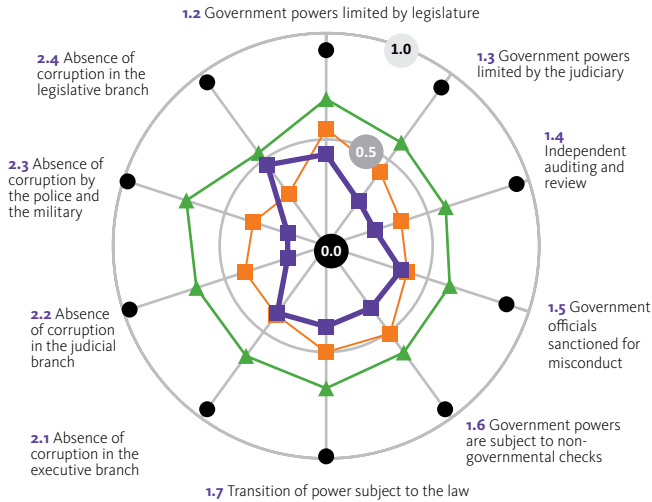 1.2 Government powers limited by legislature
1.0
2.4 Absence of
corruption in the
legislative branch
1.3 Government powers
limited by the judiciary
0.5
1.4
Independent
auditing and
review
2.3 Absence of
corruption by
the police and
the military
0.0
2.2 Absence
of corruption in
the judicial
branch
1.5 Government
officials
sanctioned for
misconduct
2.1 Absence of
corruption in the
executive branch
1.6 Government powers
are subject to non-
governmental checks
1.7 Transition of power subject to the law